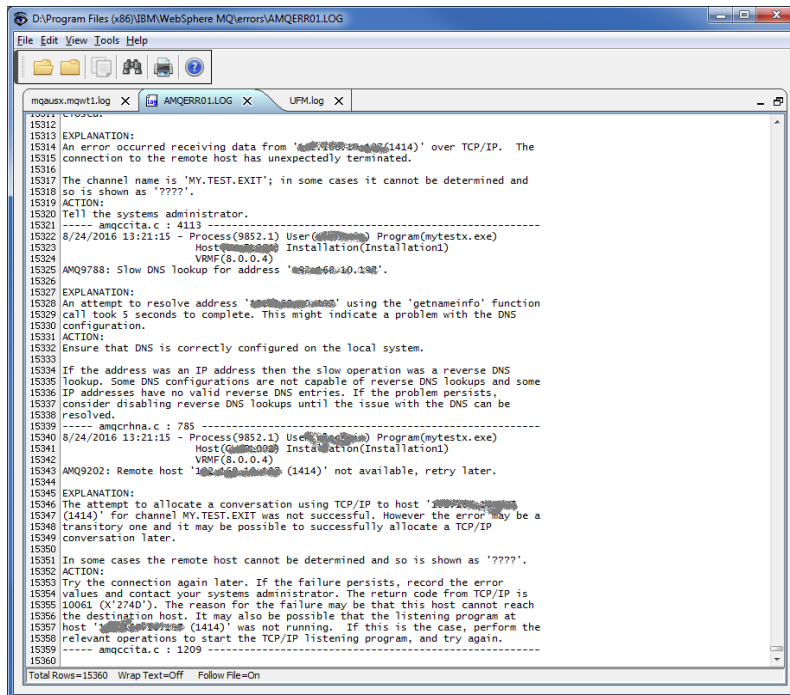 D:\Program Files (x86)\IBM\WebSphere MQ\errors\AMQERR01.LOG
File Edit View Tools Help
mqausx.mqwt1.log X AMQERR01.LOG X UFM.log X
15312
15313 EXPLANATION:
15314 An error occurred receiving data from ' (1414)' over TCP/IP. The
15315 connection to the remote host has unexpectedly terminated.
15316
15317 The channel name is 'MY.TEST.EXIT'; in some cases it cannot be determined and
15318 so is shown as '????'.
15319 ACTION:
15320 Tell the systems administrator.
15321 ----- amqccita.c : 4113 -------------------------------------------------------
15322 8/24/2016 13:21:15 - Process(9852.1) User( ) Program(mytestx.exe)
15323 Host( ) Installation(Installation1)
15324 VRMF(8.0.0.4)
15325 AMQ9788: Slow DNS lookup for address ' '.
15326
15327 EXPLANATION:
15328 An attempt to resolve address ' ' using the 'getnameinfo' function
15329 call took 5 seconds to complete. This might indicate a problem with the DNS
15330 configuration.
15331 ACTION:
15332 Ensure that DNS is correctly configured on the local system.
15333
15334 If the address was an IP address then the slow operation was a reverse DNS
15335 lookup. Some DNS configurations are not capable of reverse DNS lookups and some
15336 IP addresses have no valid reverse DNS entries. If the problem persists,
15337 consider disabling reverse DNS lookups until the issue with the DNS can be
15338 resolved.
15339 ----- amqcrhna.c : 785 --------------------------------------------------------
15340 8/24/2016 13:21:15 - Process(9852.1) User( ) Program(mytestx.exe)
15341 Host( ) Installation(Installation1)
15342 VRMF(8.0.0.4)
15343 AMQ9202: Remote host ' (1414)' not available, retry later.
15344
15345 EXPLANATION:
15346 The attempt to allocate a conversation using TCP/IP to host '
15347 (1414)' for channel MY.TEST.EXIT was not successful. However the error may be a
15348 transitory one and it may be possible to successfully allocate a TCP/IP
15349 conversation later.
15350
15351 In some cases the remote host cannot be determined and so is shown as '????'.
15352 ACTION:
15353 Try the connection again later. If the failure persists, record the error
15354 values and contact your systems administrator. The return code from TCP/IP is
15355 10061 (X'274D'). The reason for the failure may be that this host cannot reach
15356 the destination host. It may also be possible that the listening program at
15357 host ' (1414)' was not running. If this is the case, perform the
15358 relevant operations to start the TCP/IP listening program, and try again.
15359 ----- amqccita.c : 1209 -------------------------------------------------------
15360
Total Rows=15360 Wrap Text=Off Follow File=On